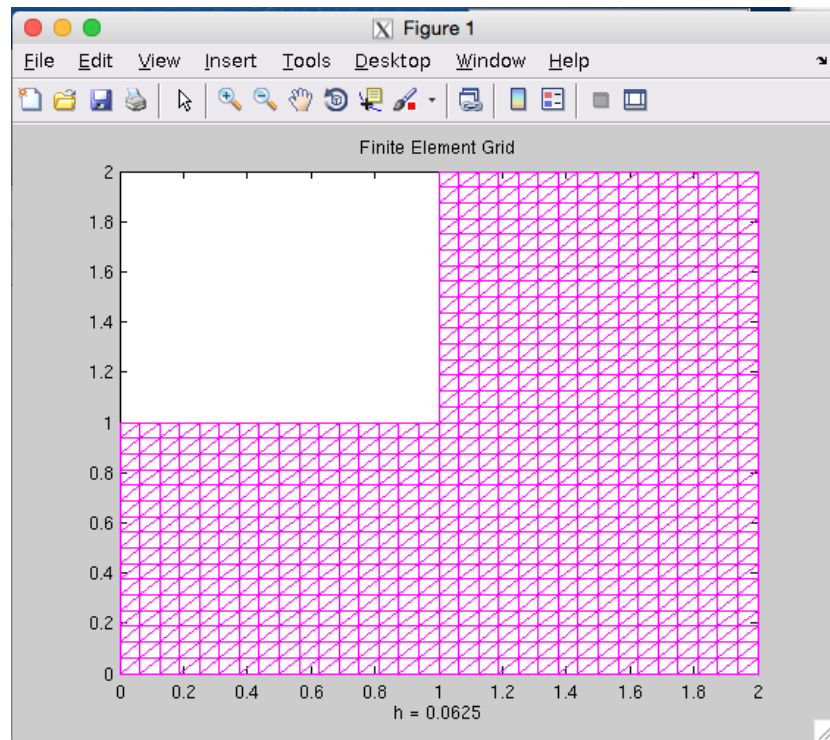 Figure 1
File Edit View Insert Tools Desktop Window Help
Finite Element Grid
2
1.8
1.6
1.4
1.2
1
0.8
0.6
0.4
0.2
0
0 0.2 0.4 0.6 0.8 1 1.2 1.4 1.6 1.8 2
h = 0.0625